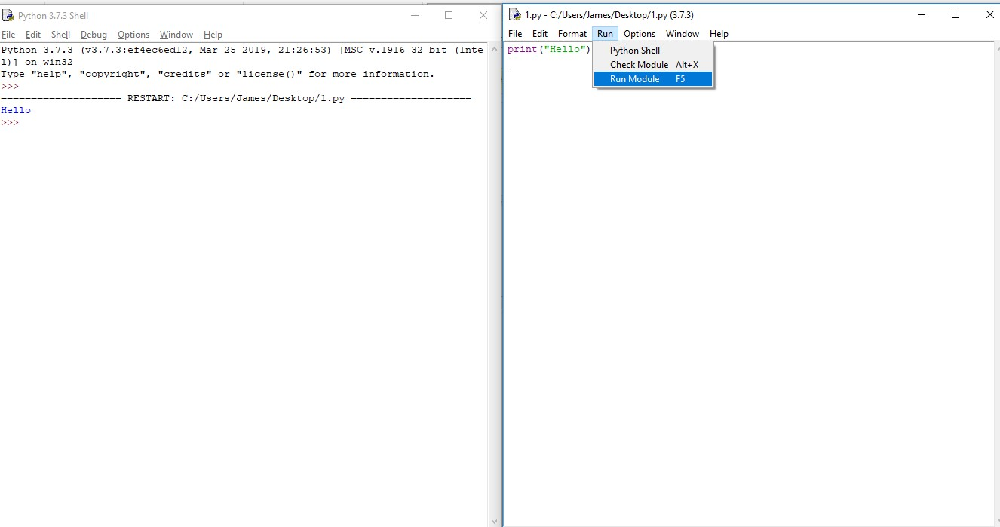 Python 3.7.3 Shell
File Edit Shell Debug Options Window Help
Python 3.7.3 (v3.7.3:ef4ec6ed12, Mar 25 2019, 21:26:53) [MSC v.1916 32 bit (Inte
l)] on win32
Type "help", "copyright", "credits" or "license()" for more information.
>>>
==================== RESTART: C:/Users/James/Desktop/1.py ====================
Hello
>>>
1.py - C:/Users/James/Desktop/1.py (3.7.3)
File Edit Format Run Options Window Help
print("Hello")
Python Shell
Check Module Alt+X
Run Module F5